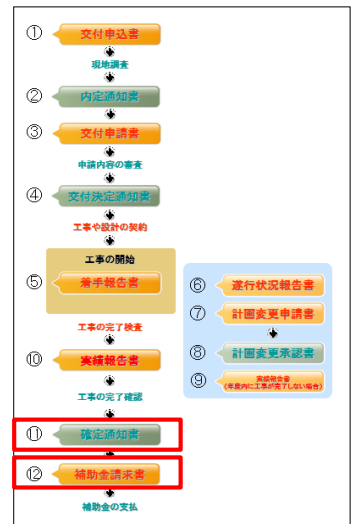 ① 交付申込書
現地調査
② 内定通知書
③ 交付申請書
申請内容の審査
④ 交付決定通知書
工事や設計の契約
工事の開始
⑤ 着手報告書
工事の完了検査
⑩ 実績報告書
工事の完了確認
⑪ 確定通知書
⑫ 補助金請求書
補助金の支払
⑥ 遂行状況報告書
⑦ 計画変更申請書
⑧ 計画変更承認書
⑨ 実績報告書
(年度内に工事が完了しない場合)